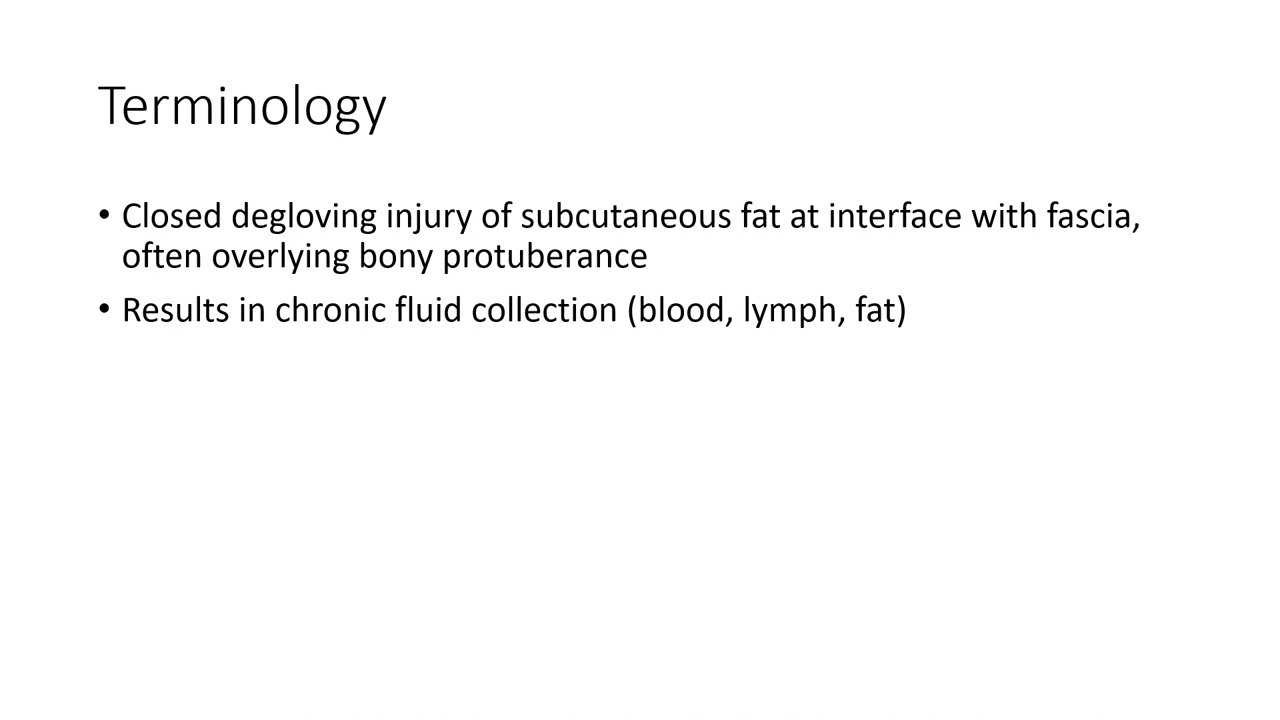 Terminology
• Closed degloving injury of subcutaneous fat at interface with fascia,
often overlying bony protuberance
• Results in chronic fluid collection (blood, lymph, fat)